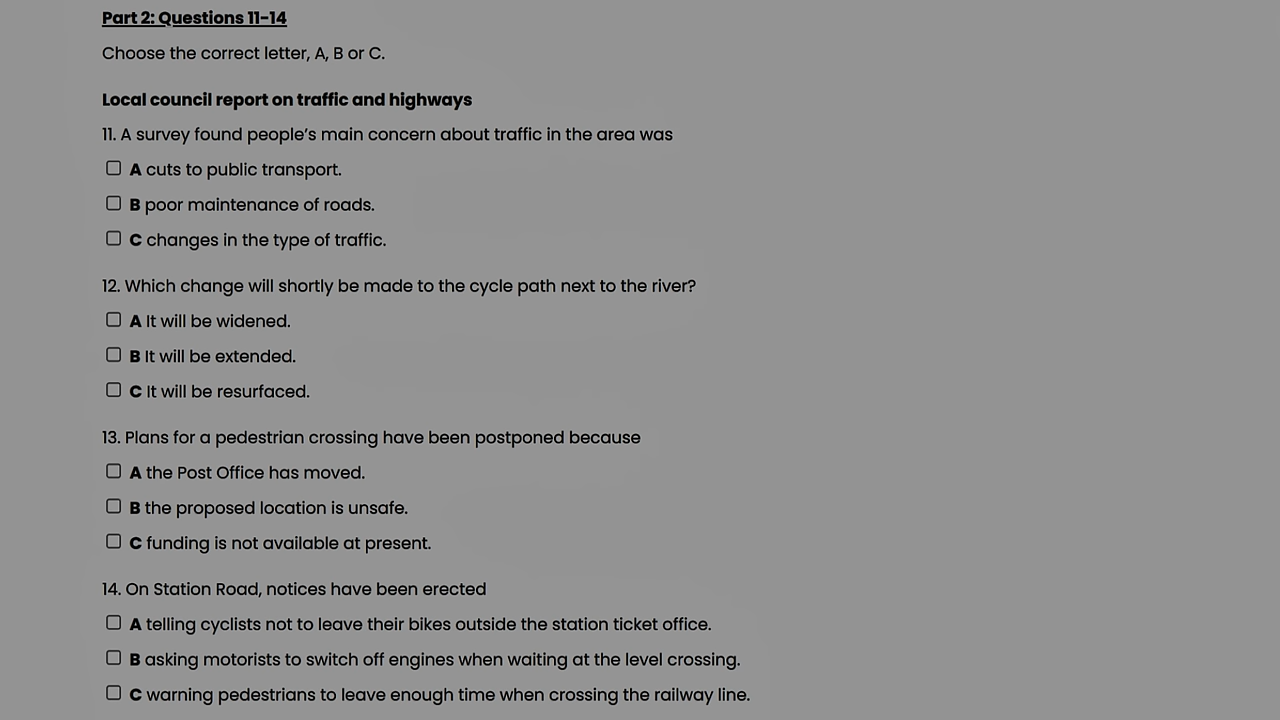 Part 2: Questions 11-14
Choose the correct letter, A, B or C.
Local council report on traffic and highways
11. A survey found people's main concern about traffic in the area was
A cuts to public transport.
B poor maintenance of roads.
C changes in the type of traffic.
12. Which change will shortly be made to the cycle path next to the river?
A It will be widened.
B It will be extended.
C It will be resurfaced.
13. Plans for a pedestrian crossing have been postponed because
A the Post Office has moved.
B the proposed location is unsafe.
C funding is not available at present.
14. On Station Road, notices have been erected
A telling cyclists not to leave their bikes outside the station ticket office.
B asking motorists to switch off engines when waiting at the level crossing.
C warning pedestrians to leave enough time when crossing the railway line.